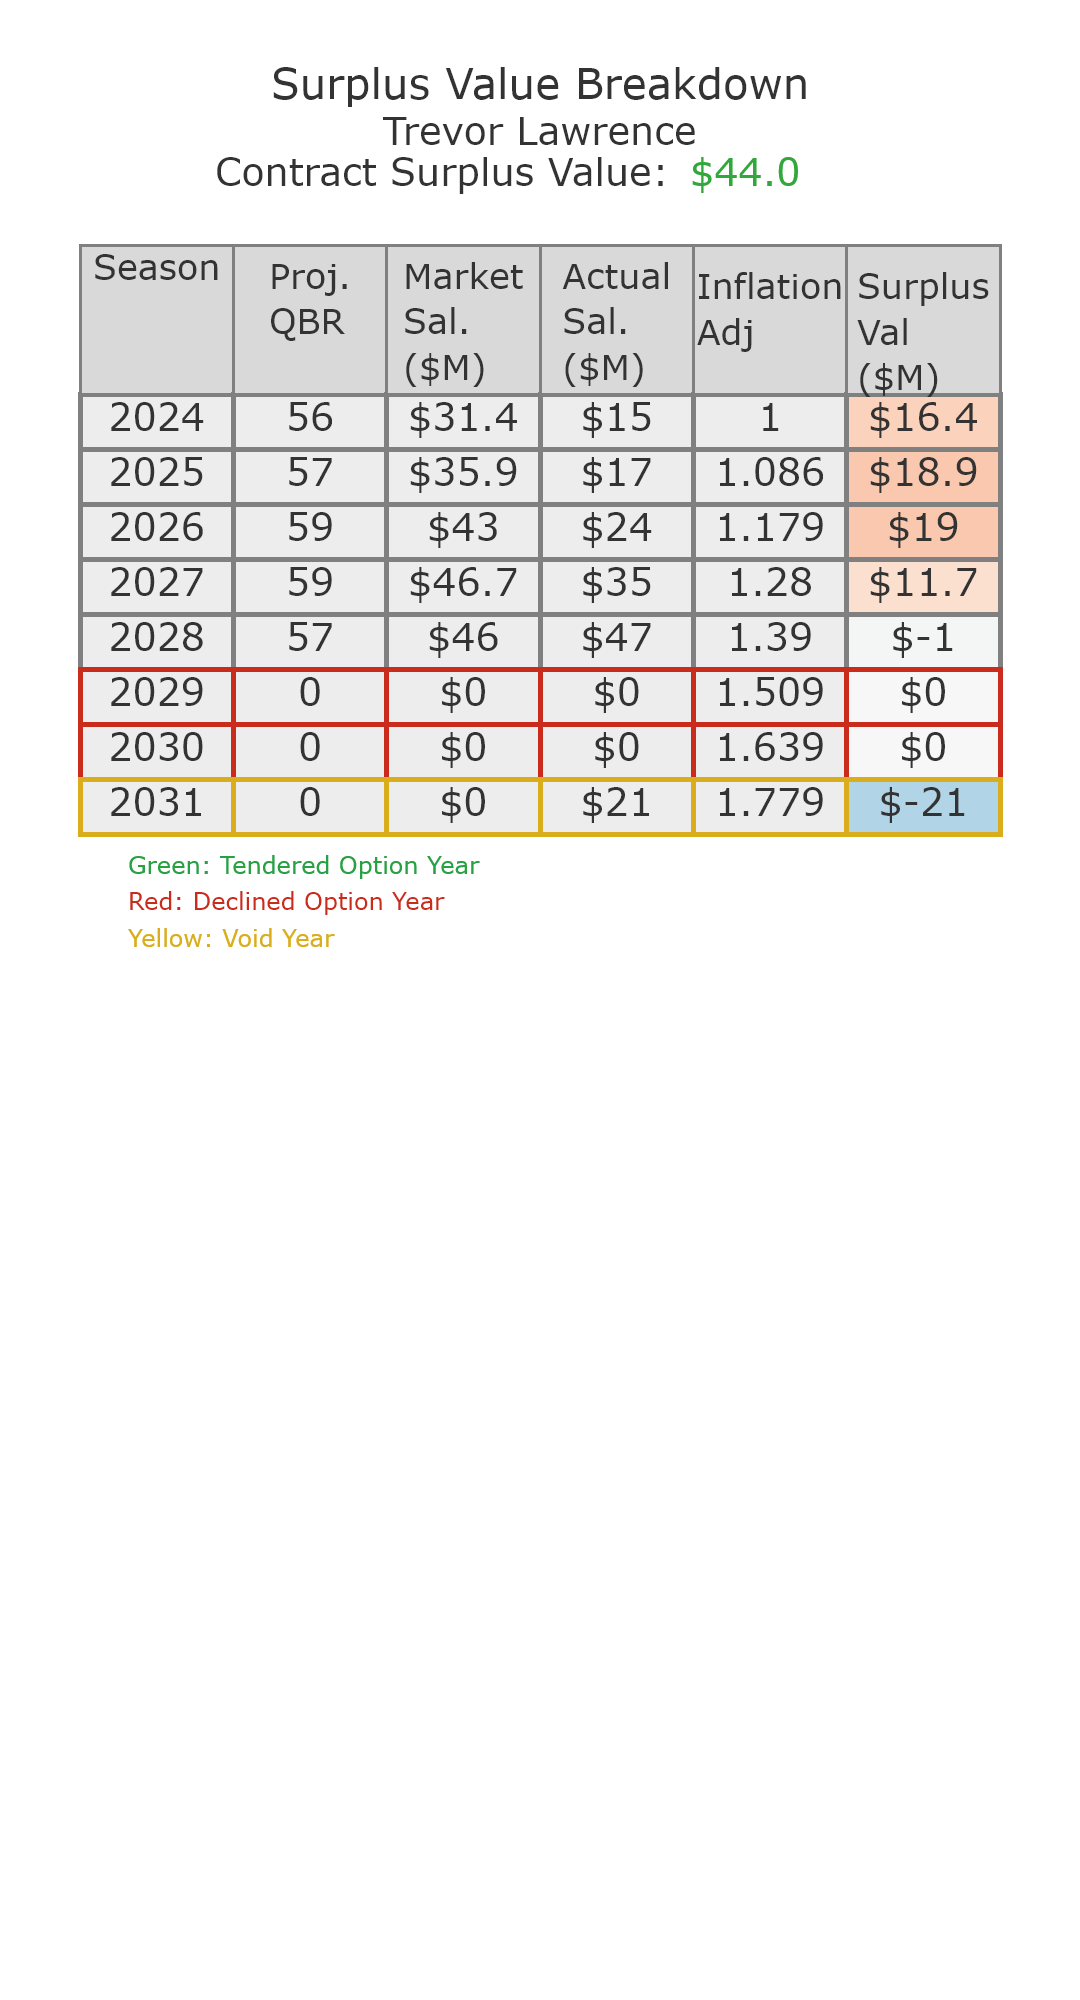 Surplus Value Breakdown
Trevor Lawrence
Contract Surplus Value: $44.0
Season Proj. QBR Market Sal. ($M) Actual Sal. ($M) Inflation Adj Surplus Val ($M)
2024 56 $31.4 $15 1 $16.4
2025 57 $35.9 $17 1.086 $18.9
2026 59 $43 $24 1.179 $19
2027 59 $46.7 $35 1.28 $11.7
2028 57 $46 $47 1.39 $-1
2029 0 $0 $0 1.509 $0
2030 0 $0 $0 1.639 $0
2031 0 $0 $21 1.779 $-21
Green: Tendered Option Year
Red: Declined Option Year
Yellow: Void Year